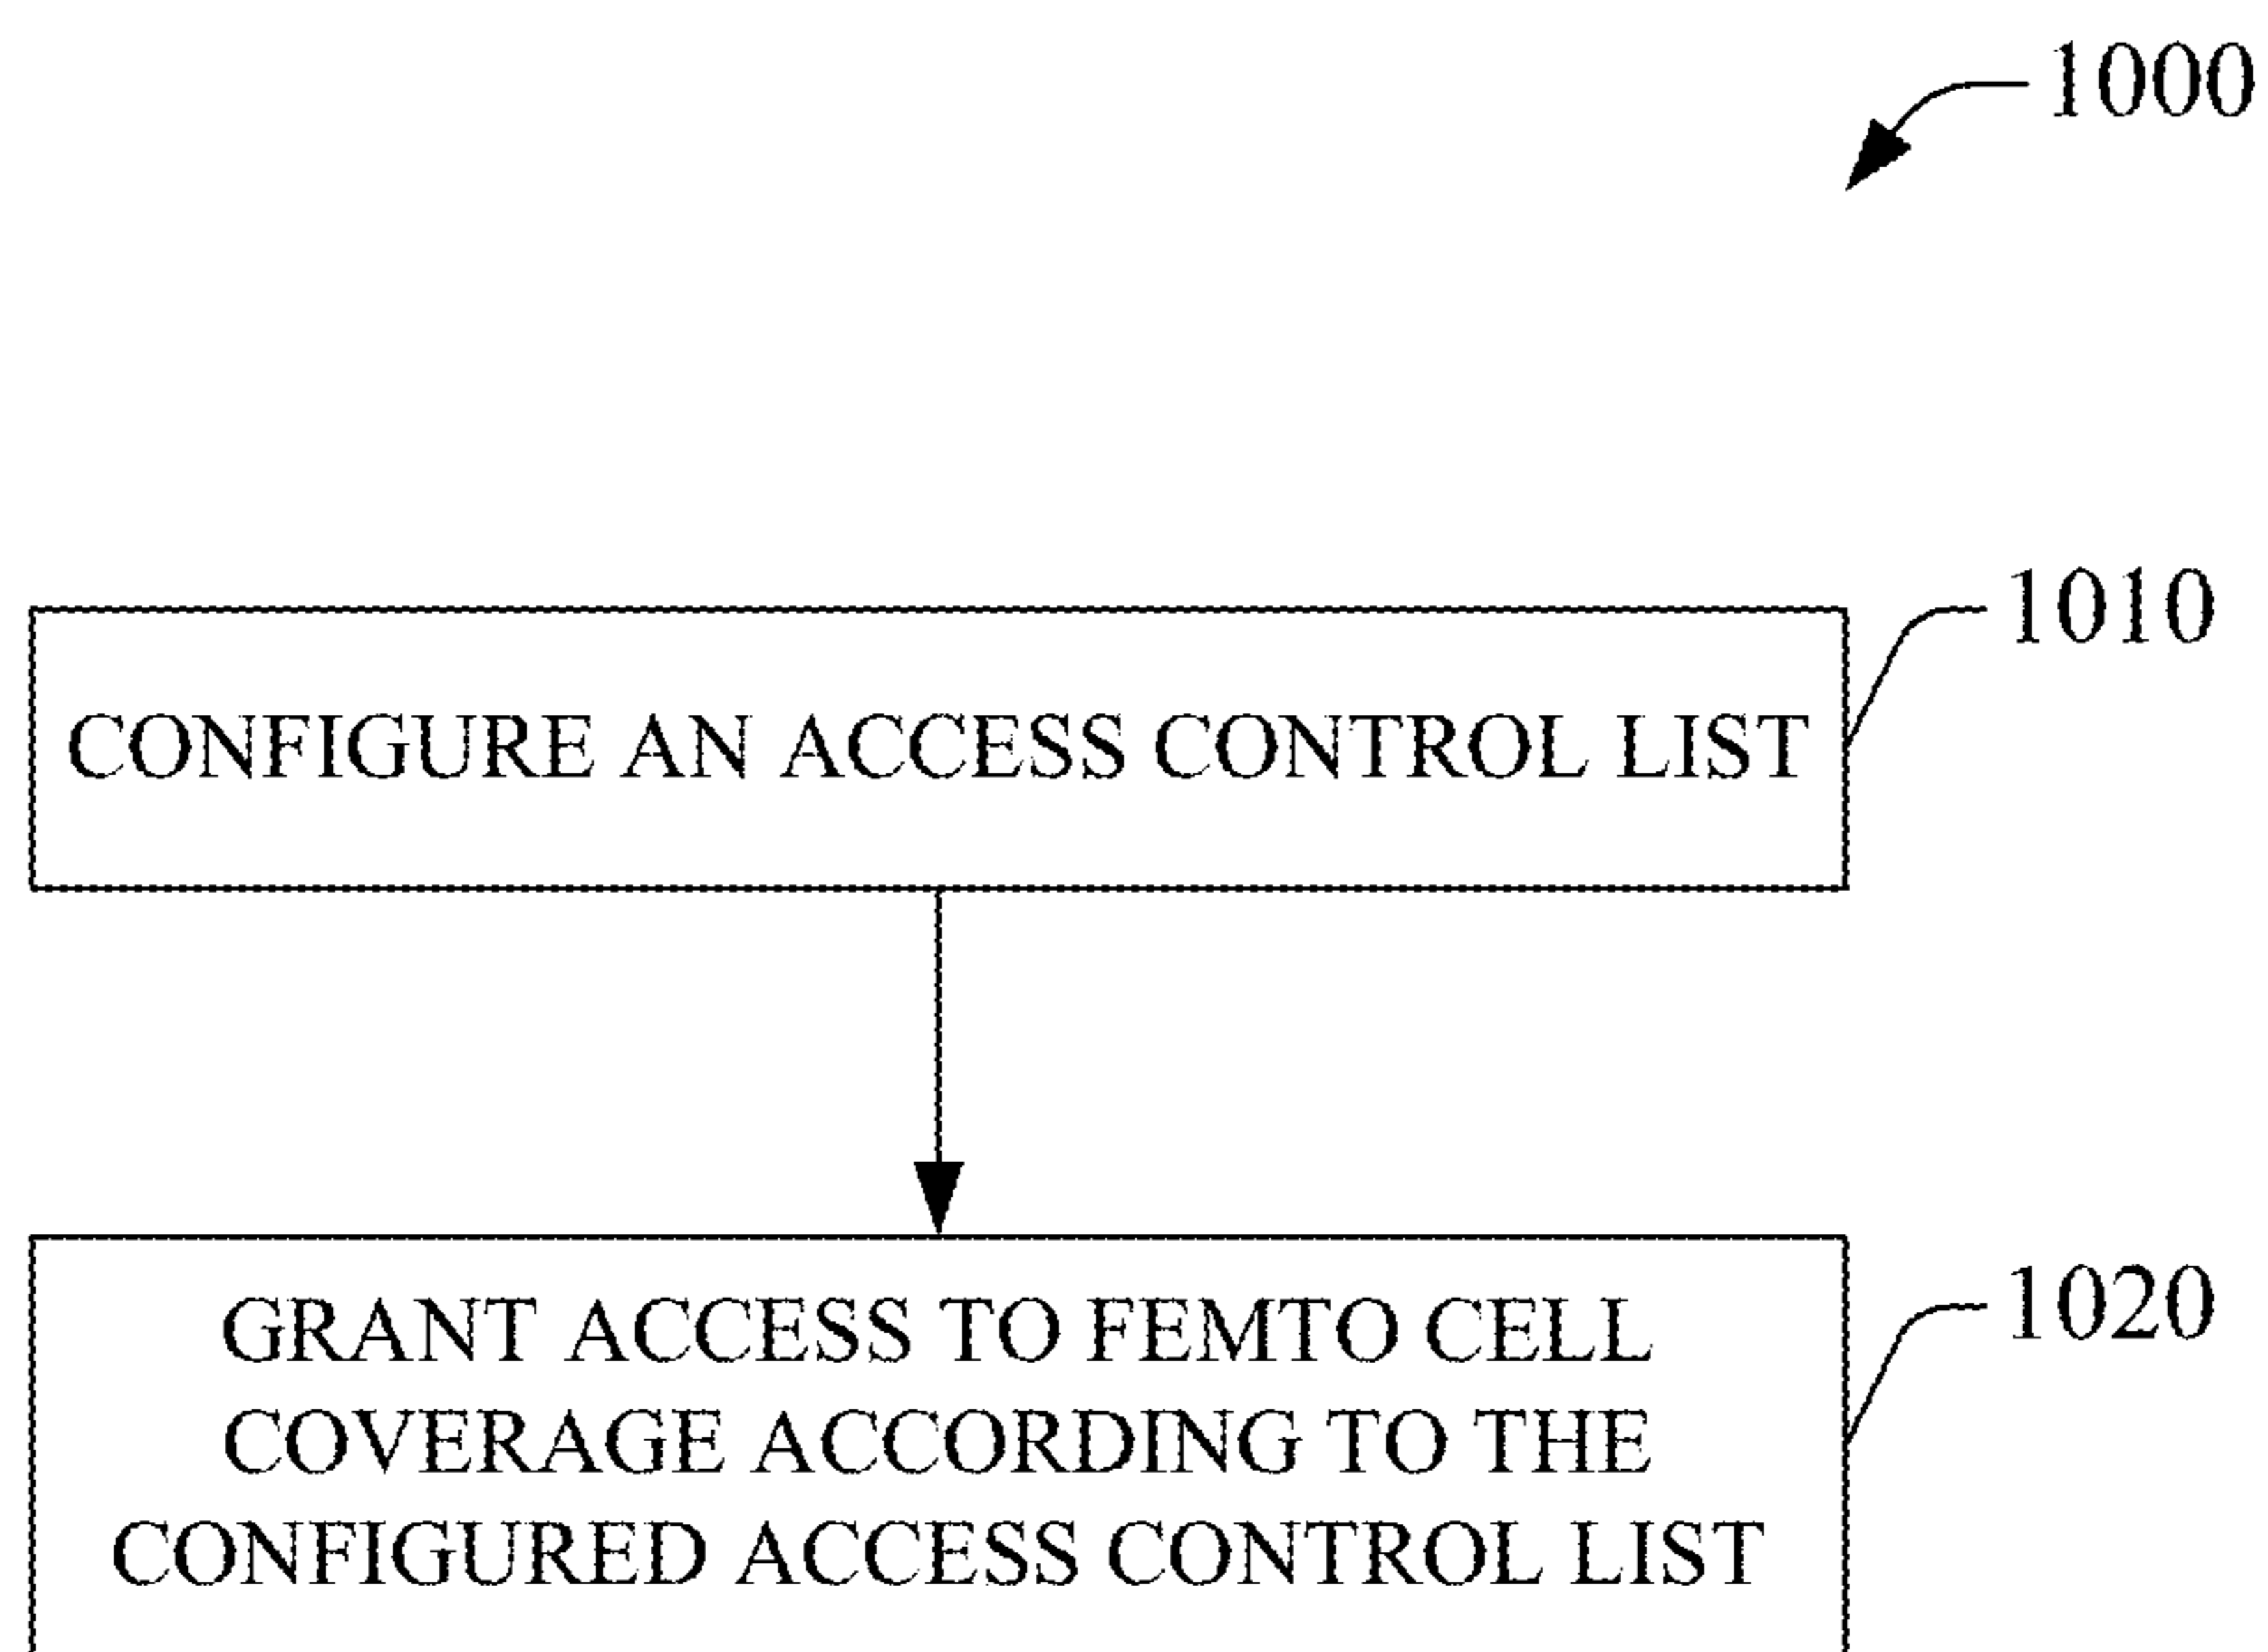 1000
1010
CONFIGURE AN ACCESS CONTROL LIST
1020
GRANT ACCESS TO FEMTO CELL
COVERAGE ACCORDING TO THE
CONFIGURED ACCESS CONTROL LIST